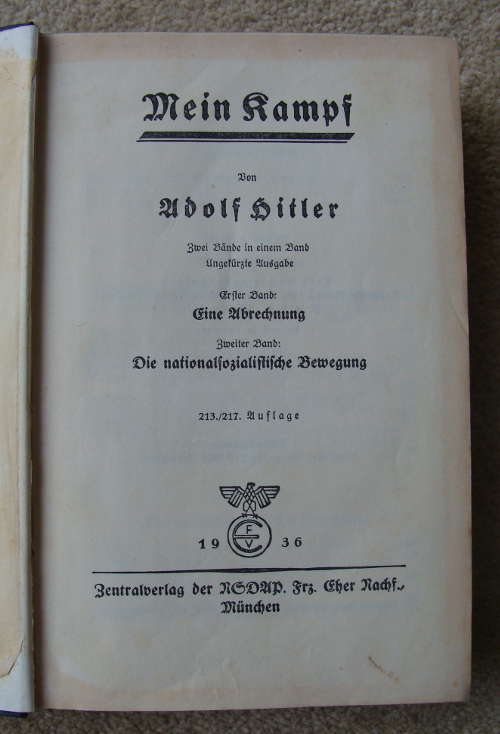 Mein Kampf
Von
Adolf Hitler
Zwei Bände in einem Band
Ungekürzte Ausgabe
Erster Band:
Eine Abrechnung
Zweiter Band:
Die nationalsozialistische Bewegung
213./217. Auflage
F
E
V
19 36
Zentralverlag der NSDAP. Frz. Eher Nachf.,
München